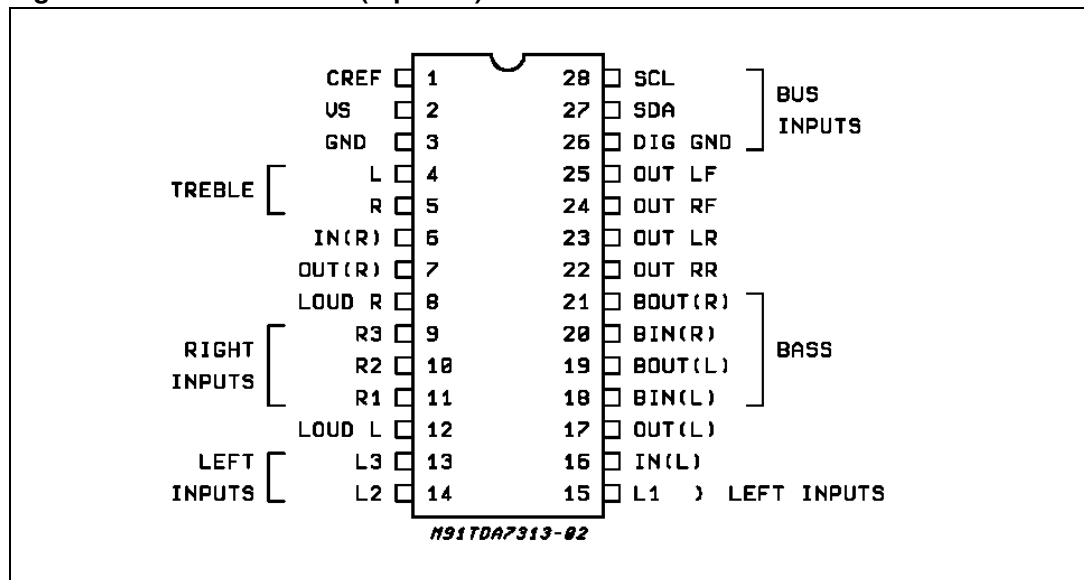 CREF 1 28 SCL
VS 2 27 SDA
GND 3 26 DIG GND
BUS INPUTS
L 4 25 OUT LF
TREBLE
R 5 24 OUT RF
IN(R) 6 23 OUT LR
OUT(R) 7 22 OUT RR
LOUD R 8 21 BOUT(R)
R3 9 20 BIN(R)
RIGHT INPUTS
BASS
R2 10 19 BOUT(L)
R1 11 18 BIN(L)
LOUD L 12 17 OUT(L)
LEFT INPUTS
L3 13 16 IN(L)
L2 14 15 L1 ) LEFT INPUTS
M91TDA7313-02